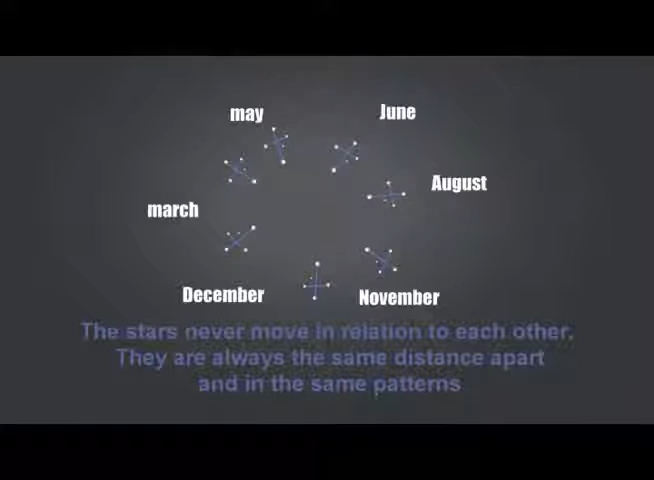 may
June
August
march
December
November
The stars never move in relation to each other.
They are always the same distance apart
and in the same patterns